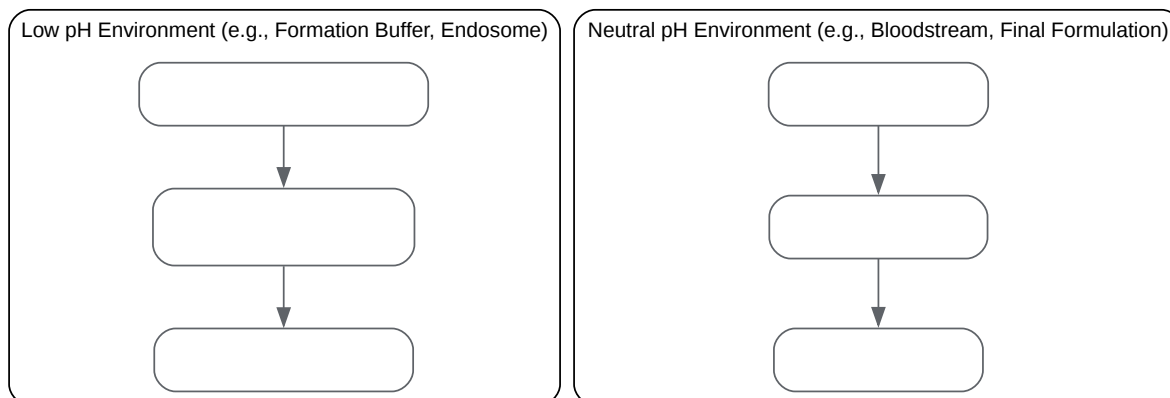 Low pH Environment (e.g., Formation Buffer, Endosome)
Neutral pH Environment (e.g., Bloodstream, Final Formulation)